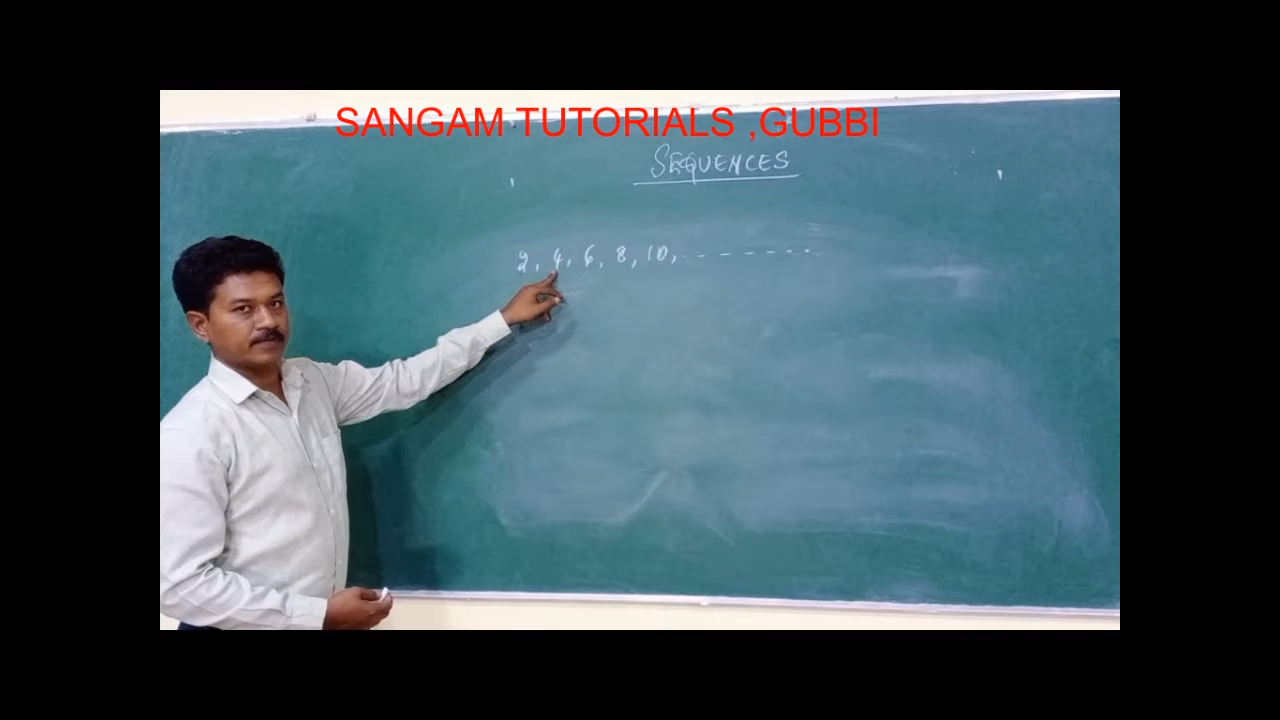 SANGAM TUTORIALS ,GUBBI
SEQUENCES
2, 4, 6, 8, 10, - - - - - - -